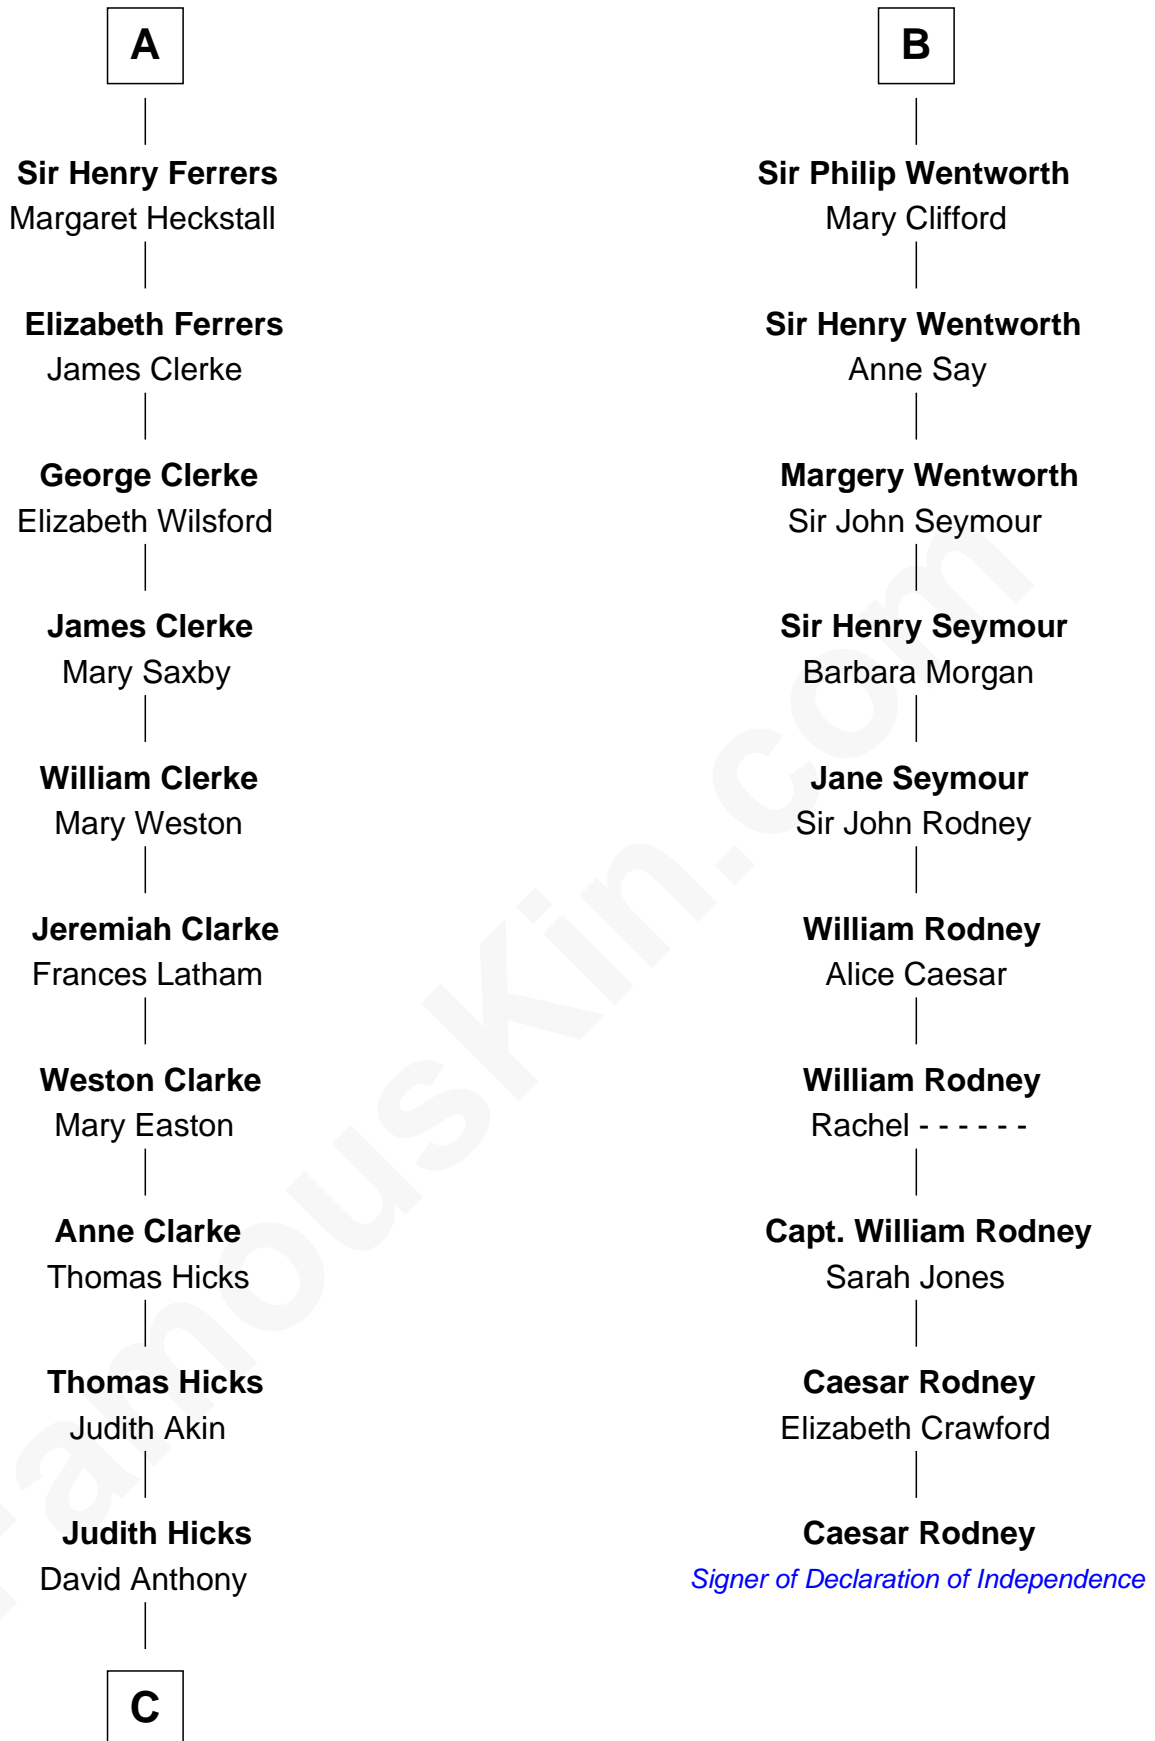 A
Sir Henry Ferrers
Margaret Heckstall
Elizabeth Ferrers
James Clerke
George Clerke
Elizabeth Wilsford
James Clerke
Mary Saxby
William Clerke
Mary Weston
Jeremiah Clarke
Frances Latham
Weston Clarke
Mary Easton
Anne Clarke
Thomas Hicks
Thomas Hicks
Judith Akin
Judith Hicks
David Anthony
C
B
Sir Philip Wentworth
Mary Clifford
Sir Henry Wentworth
Anne Say
Margery Wentworth
Sir John Seymour
Sir Henry Seymour
Barbara Morgan
Jane Seymour
Sir John Rodney
William Rodney
Alice Caesar
William Rodney
Rachel - - - - - -
Capt. William Rodney
Sarah Jones
Caesar Rodney
Elizabeth Crawford
Caesar Rodney
Signer of Declaration of Independence
FamousKin.com